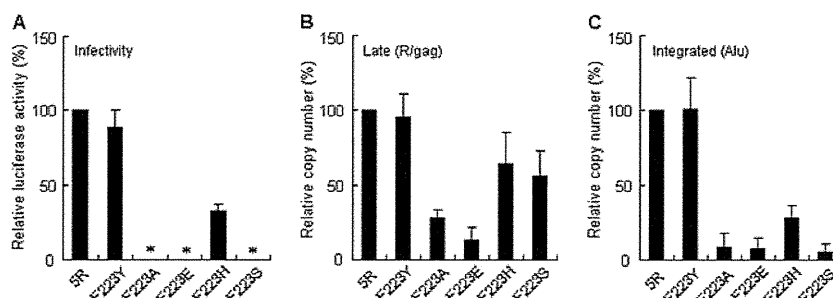 A
Relative luciferase activity (%)
150
100
50
0
Infectivity
*
*
*
5R
F223Y
F223A
F223E
F223H
F223S
B
Relative copy number (%)
150
100
50
0
Late (R/gag)
5R
F223Y
F223A
F223E
F223H
F223S
C
Relative copy number (%)
150
100
50
0
Integrated (Alu)
5R
F223Y
F223A
F223E
F223H
F223S